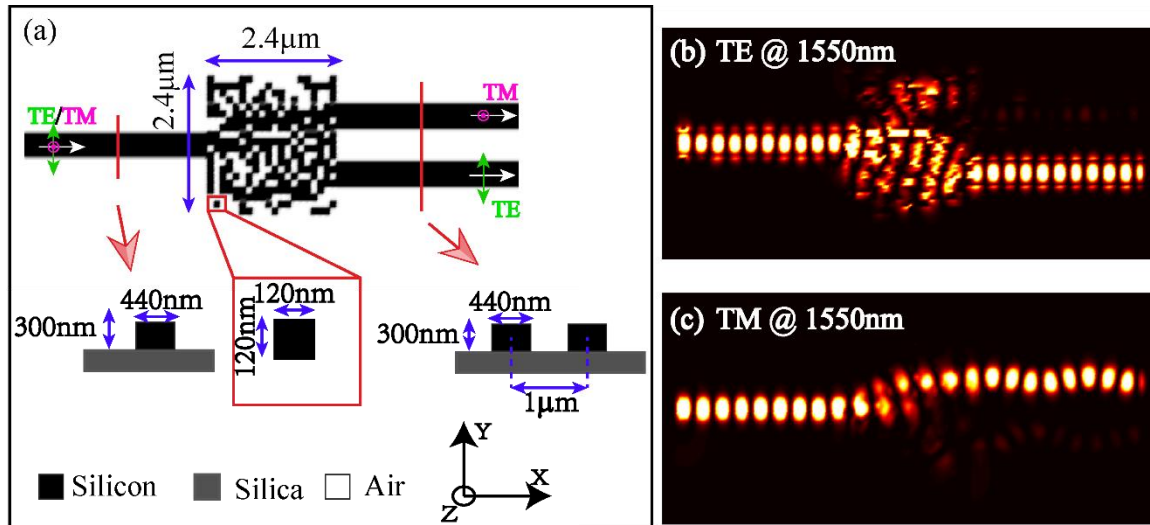 (a)
2.4μm
2.4μm
TE/TM
TM
TE
440nm
300nm
120nm
120nm
440nm
300nm
1μm
Y
X
Z
Silicon
Silica
Air
(b) TE @ 1550nm
(c) TM @ 1550nm